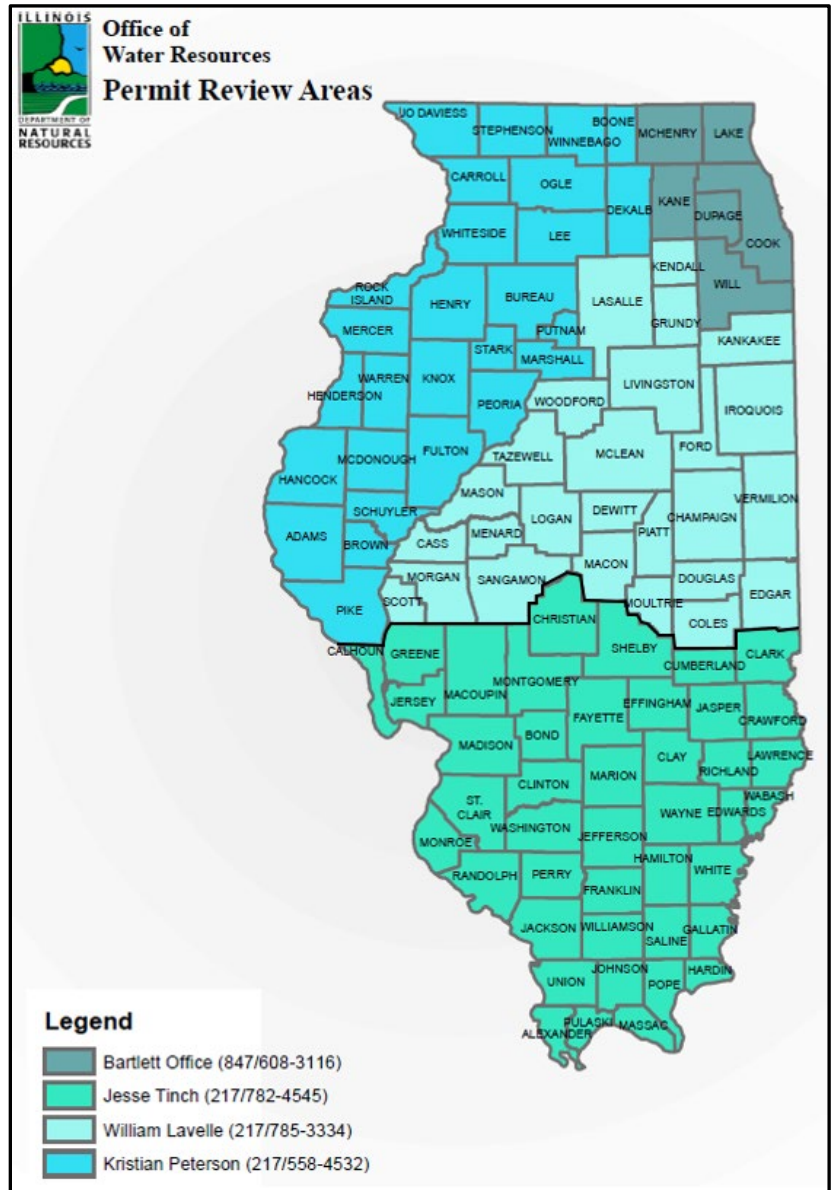 ILLINOIS
DEPARTMENT OF
NATURAL
RESOURCES
Office of
Water Resources
Permit Review Areas
JO DAVIESS
STEPHENSON
WINNEBAGO
BOONE
MCHENRY
LAKE
CARROLL
OGLE
DEKALB
KANE
DUPAGE
COOK
WHITESIDE
LEE
KENDALL
WILL
ROCK
ISLAND
HENRY
BUREAU
LASALLE
GRUNDY
MERCER
PUTNAM
KANKAKEE
STARK
MARSHALL
HENDERSON
WARREN
KNOX
PEORIA
WOODFORD
LIVINGSTON
IROQUOIS
FORD
HANCOCK
MCDONOUGH
FULTON
TAZEWELL
MCLEAN
MASON
SCHUYLER
LOGAN
DEWITT
CHAMPAIGN
VERMILION
ADAMS
BROWN
CASS
MENARD
PIATT
MACON
PIKE
SCOTT
MORGAN
SANGAMON
MOULTRIE
DOUGLAS
EDGAR
COLES
CALHOUN
GREENE
CHRISTIAN
SHELBY
CUMBERLAND
CLARK
JERSEY
MACOUPIN
MONTGOMERY
FAYETTE
EFFINGHAM
JASPER
CRAWFORD
MADISON
BOND
CLAY
RICHLAND
LAWRENCE
CLINTON
MARION
ST.
CLAIR
WAYNE
EDWARDS
WABASH
MONROE
WASHINGTON
JEFFERSON
RANDOLPH
PERRY
HAMILTON
WHITE
FRANKLIN
JACKSON
WILLIAMSON
SALINE
GALLATIN
UNION
JOHNSON
POPE
HARDIN
ALEXANDER
PULASKI
MASSAC
Legend
Bartlett Office (847/608-3116)
Jesse Tinch (217/782-4545)
William Lavelle (217/785-3334)
Kristian Peterson (217/558-4532)